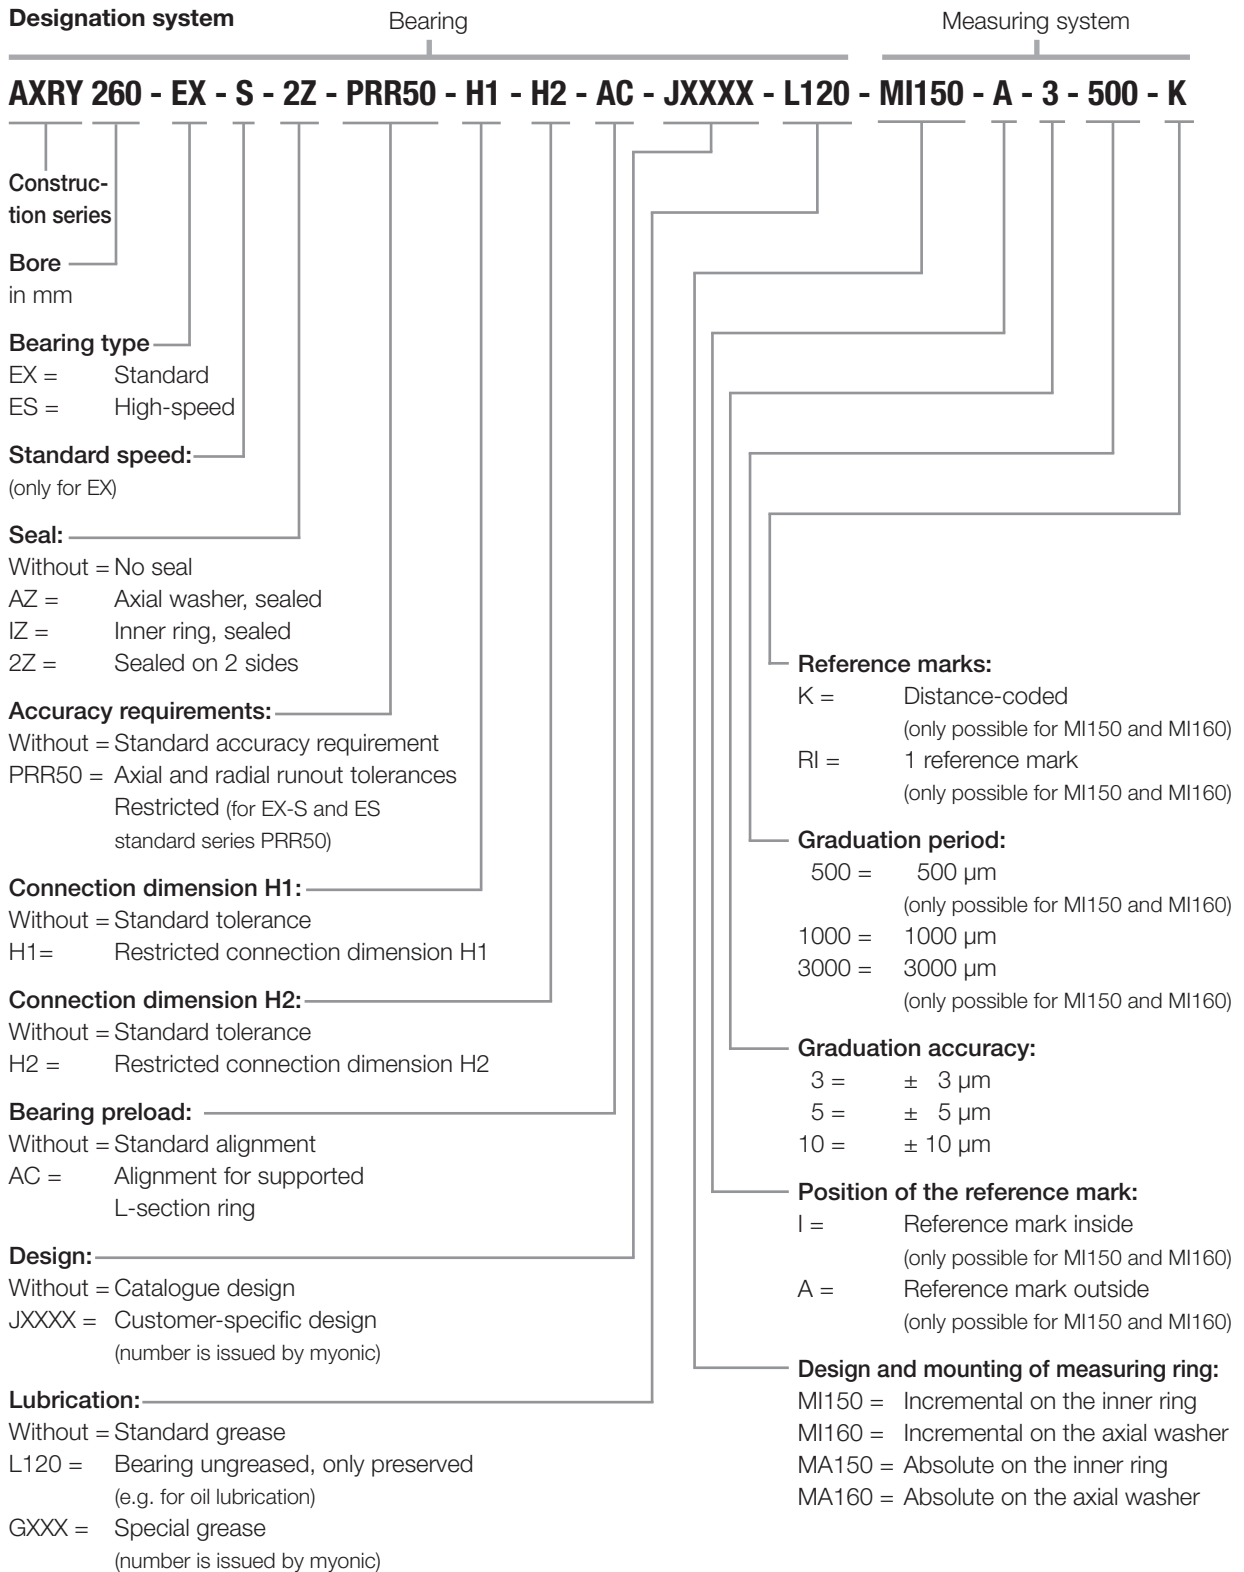 Designation system
Bearing
Measuring system
AXRY 260 - EX - S - 2Z - PRR50 - H1 - H2 - AC - JXXXX - L120 - MI150 - A - 3 - 500 - K
Construc-
tion series
Bore
in mm
Bearing type
EX = Standard
ES = High-speed
Standard speed:
(only for EX)
Seal:
Without = No seal
AZ = Axial washer, sealed
IZ = Inner ring, sealed
2Z = Sealed on 2 sides
Accuracy requirements:
Without = Standard accuracy requirement
PRR50 = Axial and radial runout tolerances
Restricted (for EX-S and ES
standard series PRR50)
Connection dimension H1:
Without = Standard tolerance
H1= Restricted connection dimension H1
Connection dimension H2:
Without = Standard tolerance
H2 = Restricted connection dimension H2
Bearing preload:
Without = Standard alignment
AC = Alignment for supported
L-section ring
Design:
Without = Catalogue design
JXXXX = Customer-specific design
(number is issued by myonic)
Lubrication:
Without = Standard grease
L120 = Bearing ungreased, only preserved
(e.g. for oil lubrication)
GXXX = Special grease
(number is issued by myonic)
Reference marks:
K = Distance-coded
(only possible for MI150 and MI160)
RI = 1 reference mark
(only possible for MI150 and MI160)
Graduation period:
500 = 500 µm
(only possible for MI150 and MI160)
1000 = 1000 µm
3000 = 3000 µm
(only possible for MI150 and MI160)
Graduation accuracy:
3 = ± 3 µm
5 = ± 5 µm
10 = ± 10 µm
Position of the reference mark:
I = Reference mark inside
(only possible for MI150 and MI160)
A = Reference mark outside
(only possible for MI150 and MI160)
Design and mounting of measuring ring:
MI150 = Incremental on the inner ring
MI160 = Incremental on the axial washer
MA150 = Absolute on the inner ring
MA160 = Absolute on the axial washer